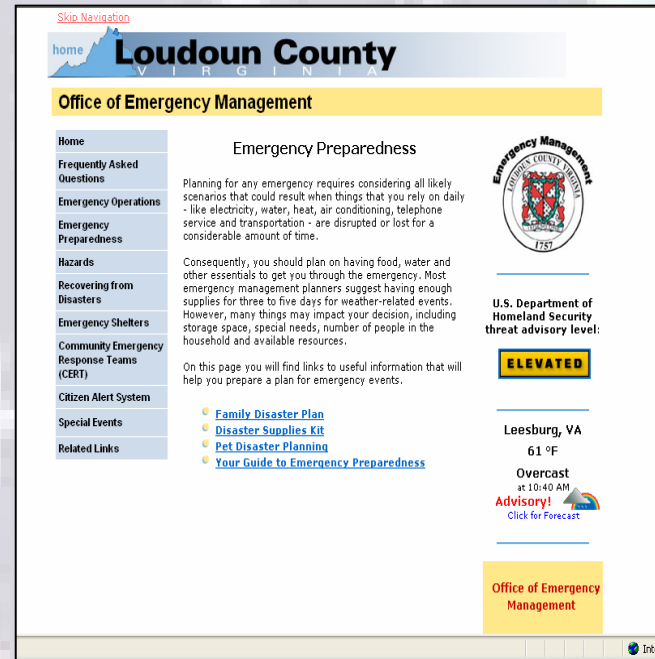 Skip Navigation
home
Loudoun County
VIRGINIA
Office of Emergency Management
Home
Frequently Asked
Questions
Emergency Operations
Emergency
Preparedness
Hazards
Recovering from
Disasters
Emergency Shelters
Community Emergency
Response Teams
(CERT)
Citizen Alert System
Special Events
Related Links
Emergency Preparedness
Planning for any emergency requires considering all likely
scenarios that could result when things that you rely on daily
- like electricity, water, heat, air conditioning, telephone
service and transportation - are disrupted or lost for a
considerable amount of time.
Consequently, you should plan on having food, water and
other essentials to get you through the emergency. Most
emergency management planners suggest having enough
supplies for three to five days for weather-related events.
However, many things may impact your decision, including
storage space, special needs, number of people in the
household and available resources.
On this page you will find links to useful information that will
help you prepare a plan for emergency events.
Family Disaster Plan
Disaster Supplies Kit
Pet Disaster Planning
Your Guide to Emergency Preparedness
Emergency Management
LOUDOUN COUNTY VIRGINIA
1757
U.S. Department of
Homeland Security
threat advisory level:
ELEVATED
Leesburg, VA
61 °F
Overcast
at 10:40 AM
Advisory!
Click for Forecast
Office of Emergency
Management
Int